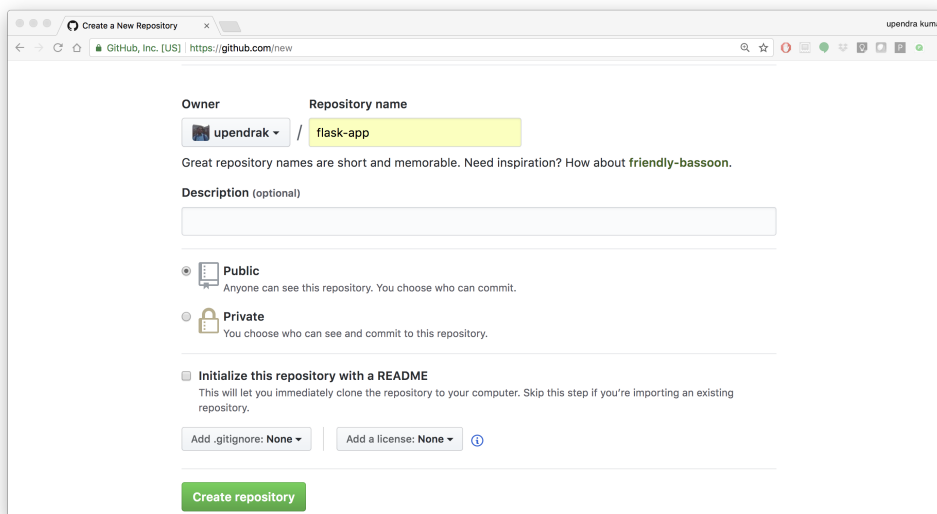 Create a New Repository
upendra kuma
GitHub, Inc. [US] https://github.com/new
Owner
Repository name
upendrak / flask-app
Great repository names are short and memorable. Need inspiration? How about friendly-bassoon.
Description (optional)
Public
Anyone can see this repository. You choose who can commit.
Private
You choose who can see and commit to this repository.
Initialize this repository with a README
This will let you immediately clone the repository to your computer. Skip this step if you’re importing an existing
repository.
Add .gitignore: None
Add a license: None
Create repository